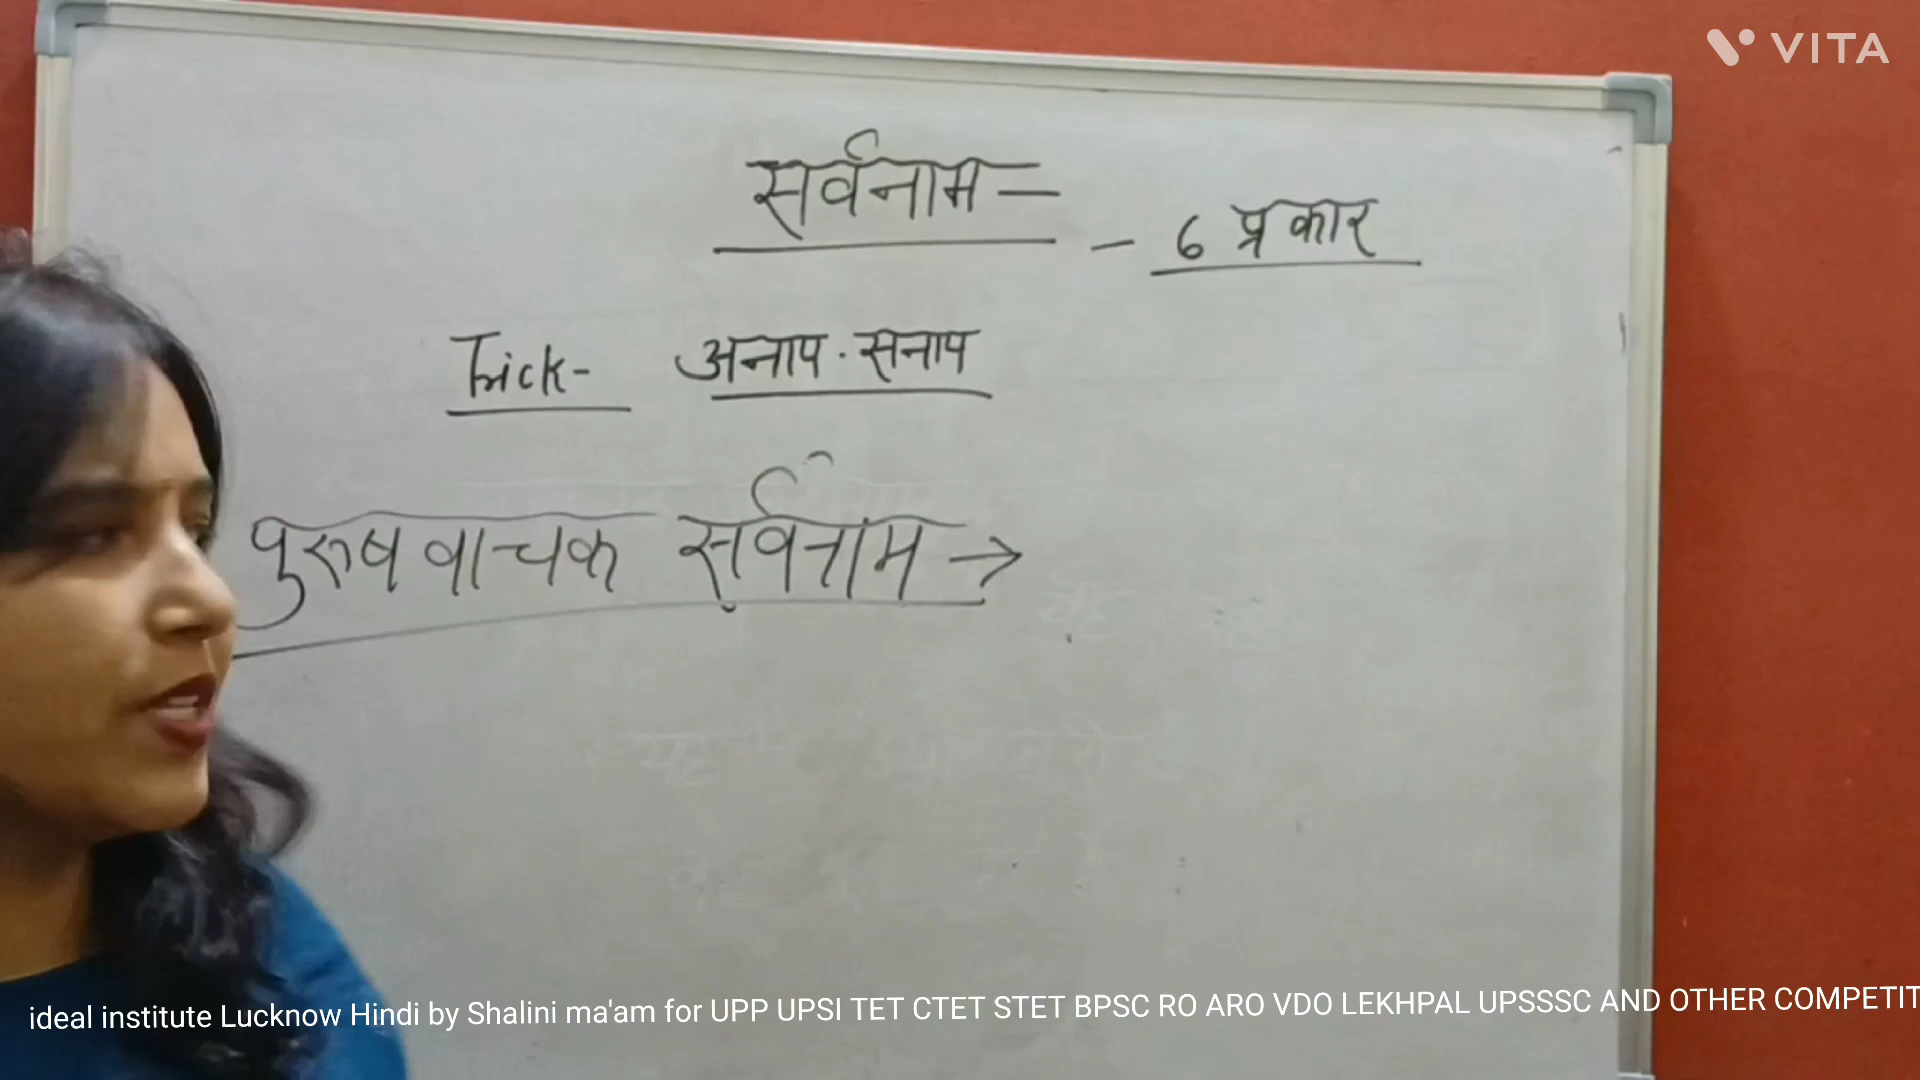 VITA
सर्वनाम –
– 6 प्रकार
Trick- अनाप . सनाप
पुरुषवाचक सर्वनाम →
ideal institute Lucknow Hindi by Shalini ma'am for UPP UPSI TET CTET STET BPSC RO ARO VDO LEKHPAL UPSSSC AND OTHER COMPETIT